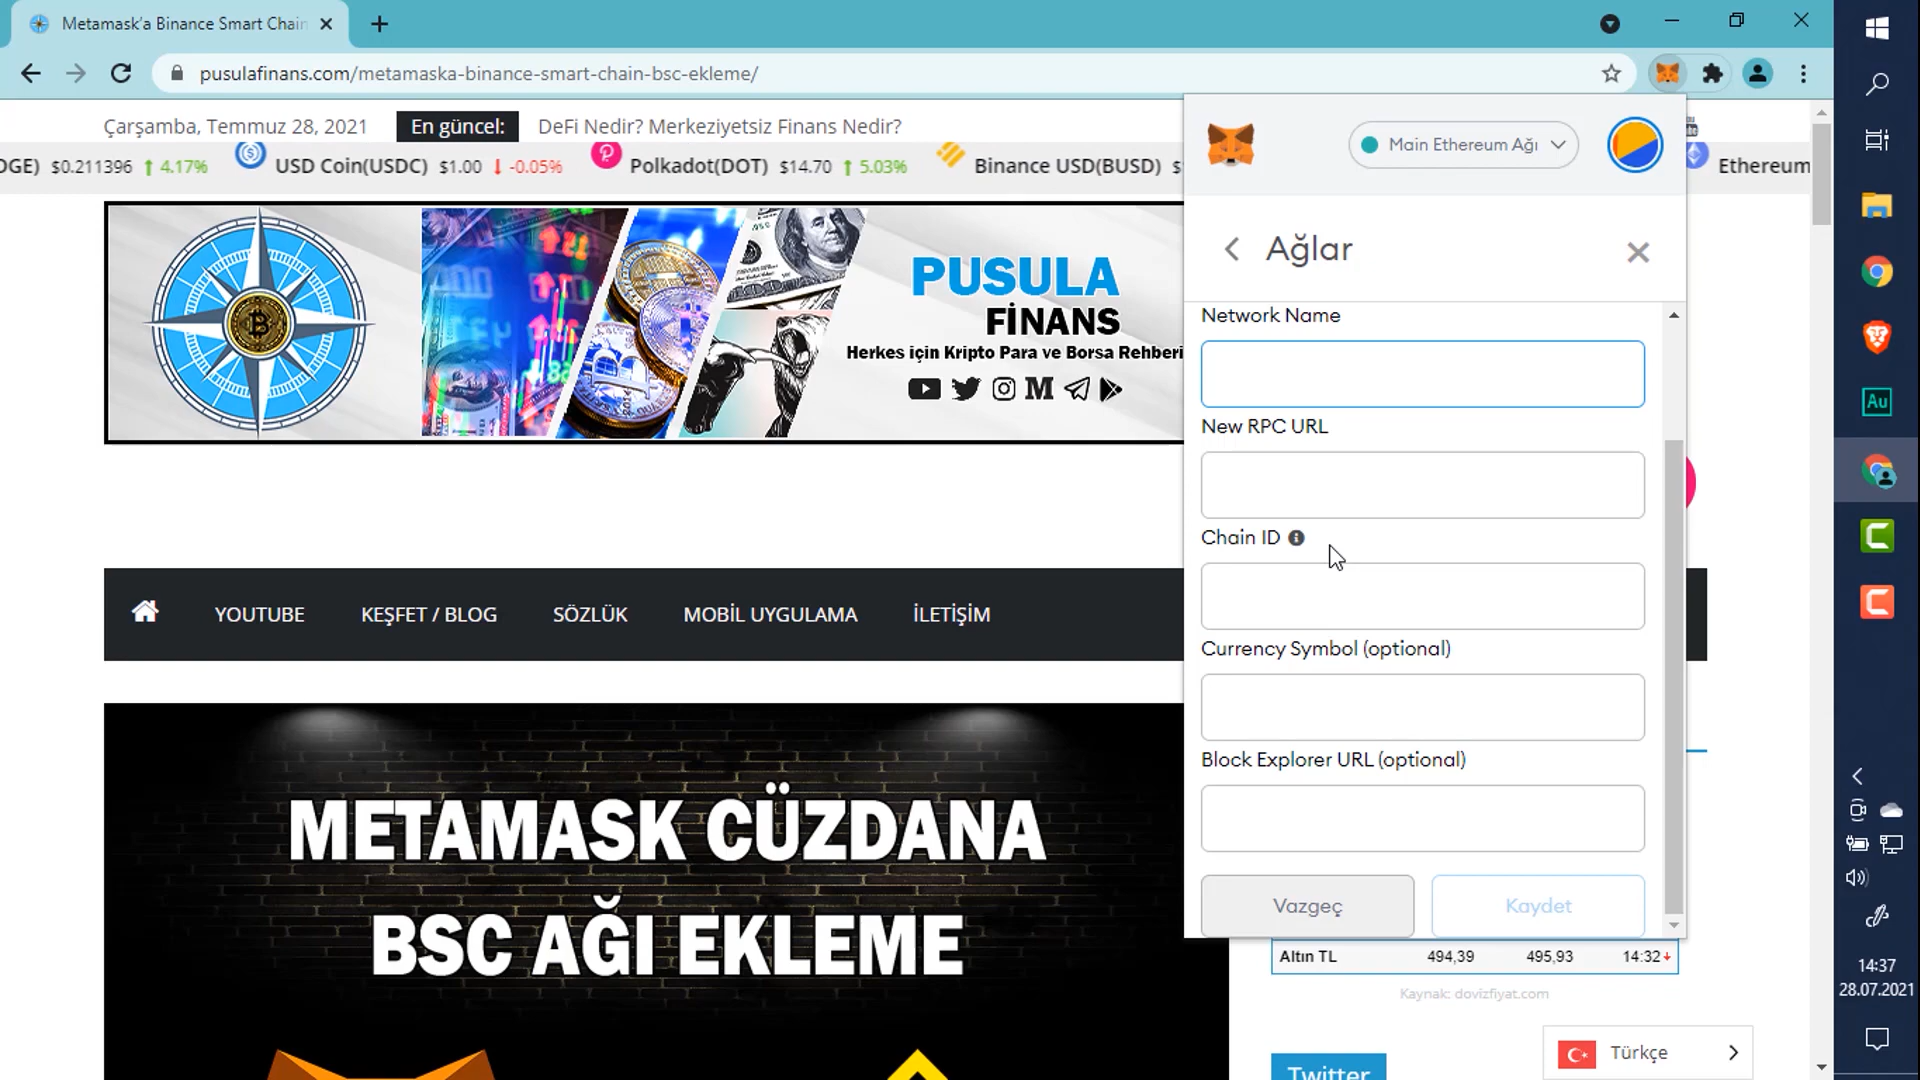 Metamask'a Binance Smart Chain
pusulafinans.com/metamaska-binance-smart-chain-bsc-ekleme/
Çarşamba, Temmuz 28, 2021
En güncel:
DeFi Nedir? Merkeziyetsiz Finans Nedir?
OGE) $0.211396 ↑ 4.17% USD Coin(USDC) $1.00 ↓ -0.05% Polkadot(DOT) $14.70 ↑ 5.03% Binance USD(BUSD) $
Ethereum
PUSULA
FİNANS
Herkes için Kripto Para ve Borsa Rehberi
YOUTUBE
KEŞFET / BLOG
SÖZLÜK
MOBİL UYGULAMA
İLETİŞİM
METAMASK CÜZDANA
BSC AĞI EKLEME
Main Ethereum Ağı
Ağlar
Network Name
New RPC URL
Chain ID
Currency Symbol (optional)
Block Explorer URL (optional)
Vazgeç
Kaydet
Altın TL 494,39 495,93 14:32
Kaynak: dovizfiyat.com
Türkçe
Twitter
Au
14:37
28.07.2021